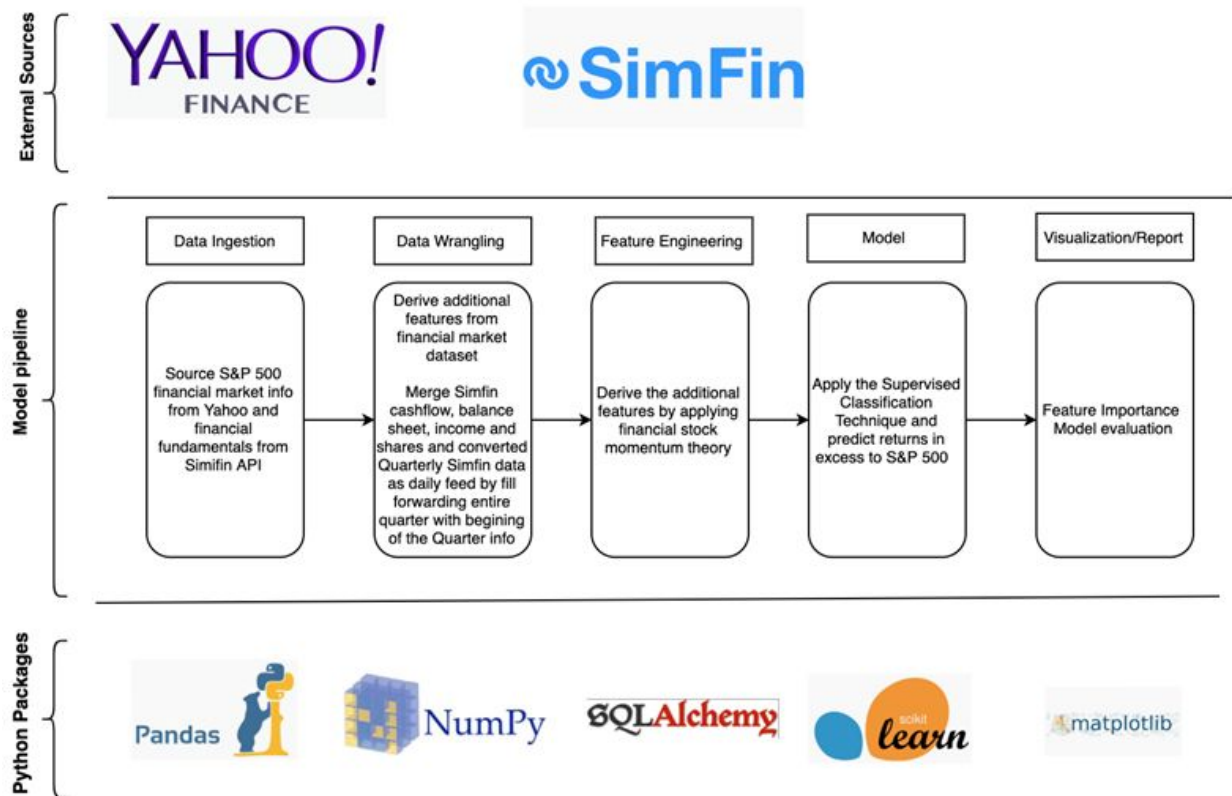 External Sources
YAHOO!
FINANCE
SimFin
Model pipeline
Data Ingestion
Data Wrangling
Feature Engineering
Model
Visualization/Report
Source S&P 500
financial market info
from Yahoo and
financial
fundamentals from
Simifin API
Derive additional
features from
financial market
dataset
Merge Simfin
cashflow, balance
sheet, income and
shares and converted
Quarterly Simfin data
as daily feed by fill
forwarding entire
quarter with begining
of the Quarter info
Derive the additional
features by applying
financial stock
momentum theory
Apply the Supervised
Classification
Technique and
predict returns in
excess to S&P 500
Feature Importance
Model evaluation
Python Packages
Pandas
NumPy
SQLAlchemy
scikit
learn
matplotlib